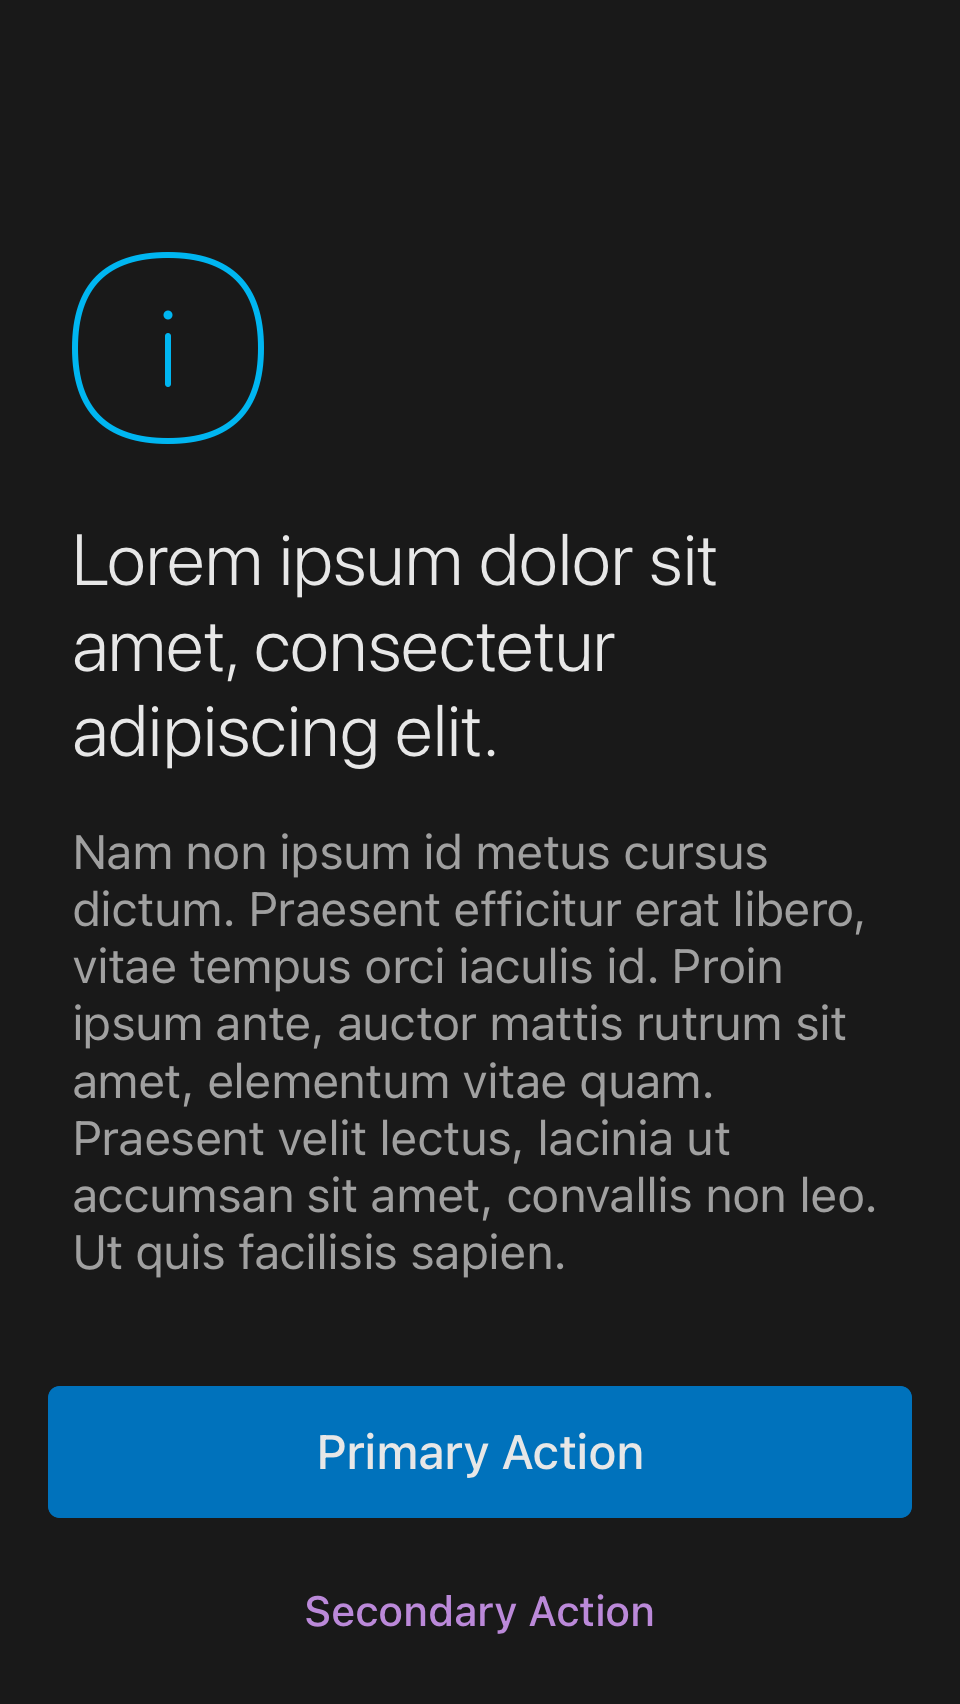 Lorem ipsum dolor sit
amet, consectetur
adipiscing elit.
Nam non ipsum id metus cursus
dictum. Praesent efficitur erat libero,
vitae tempus orci iaculis id. Proin
ipsum ante, auctor mattis rutrum sit
amet, elementum vitae quam.
Praesent velit lectus, lacinia ut
accumsan sit amet, convallis non leo.
Ut quis facilisis sapien.
Primary Action
Secondary Action